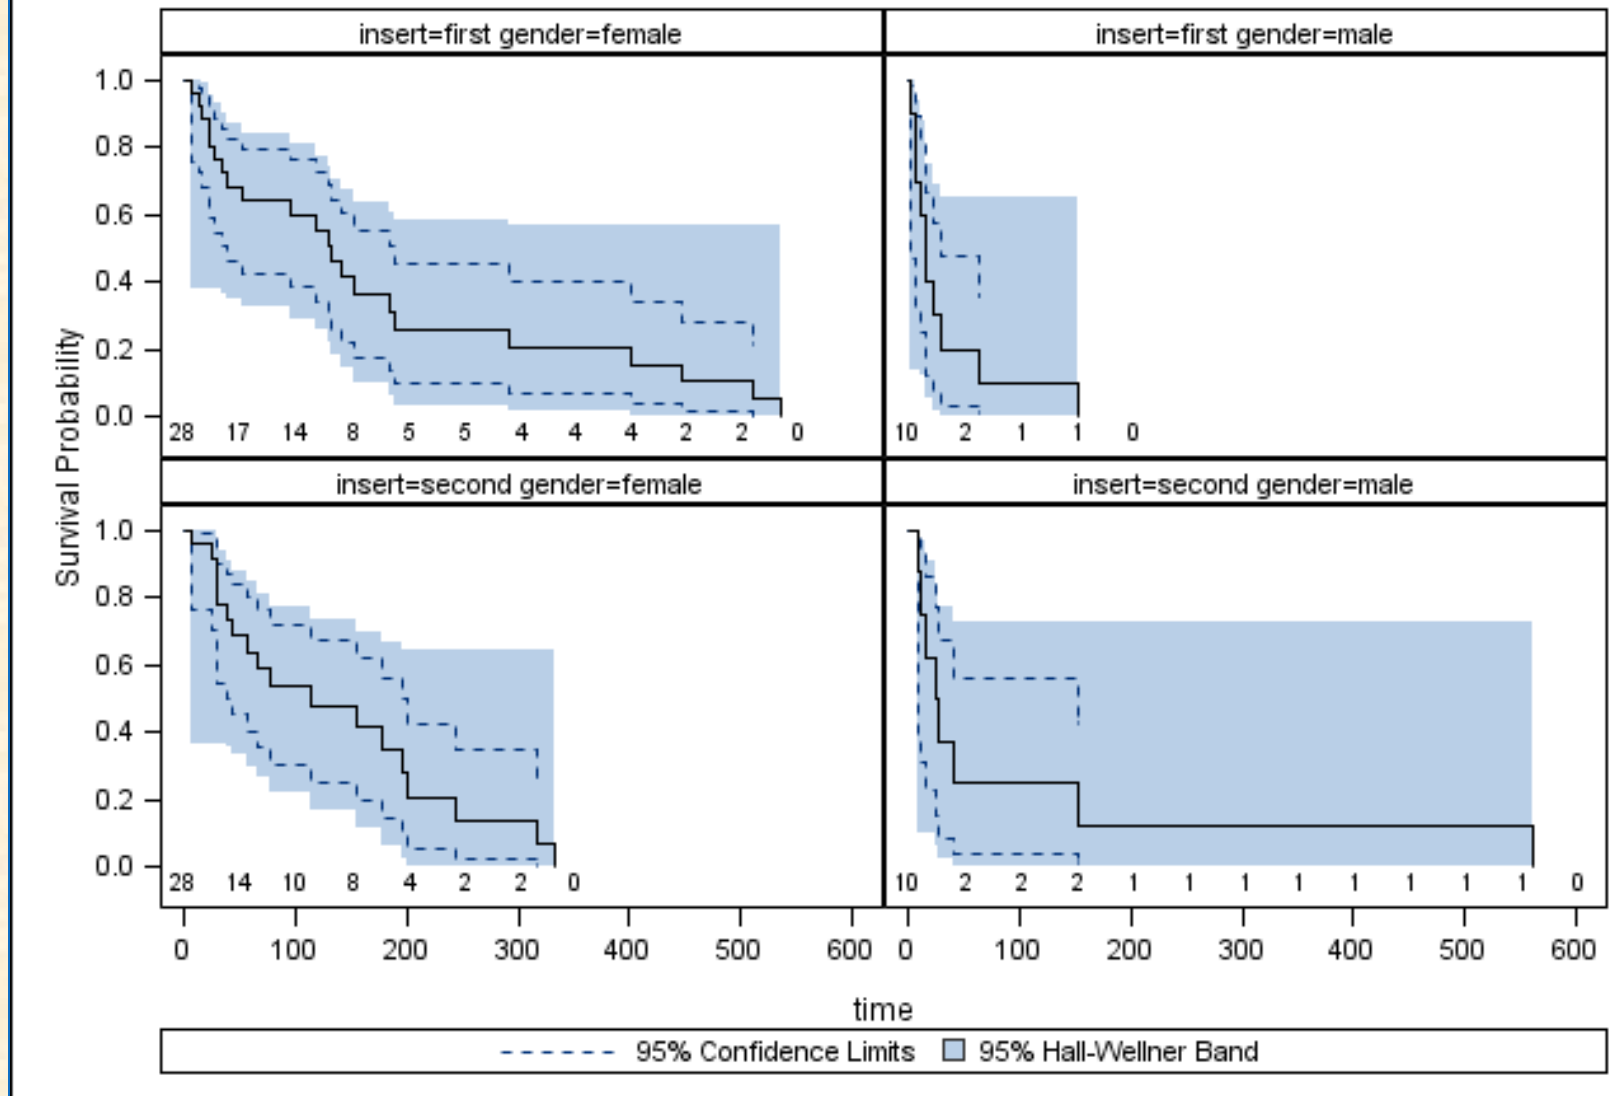 insert=first gender=female
insert=first gender=male
Survival Probability
1.0
0.8
0.6
0.4
0.2
0.0
28 17 14 8 5 5 4 4 4 2 2 0
10 2 1 1 0
insert=second gender=female
insert=second gender=male
1.0
0.8
0.6
0.4
0.2
0.0
28 14 10 8 4 2 2 0
10 2 2 2 1 1 1 1 1 1 1 1 0
0 100 200 300 400 500 600
0 100 200 300 400 500 600
time
95% Confidence Limits
95% Hall-Wellner Band